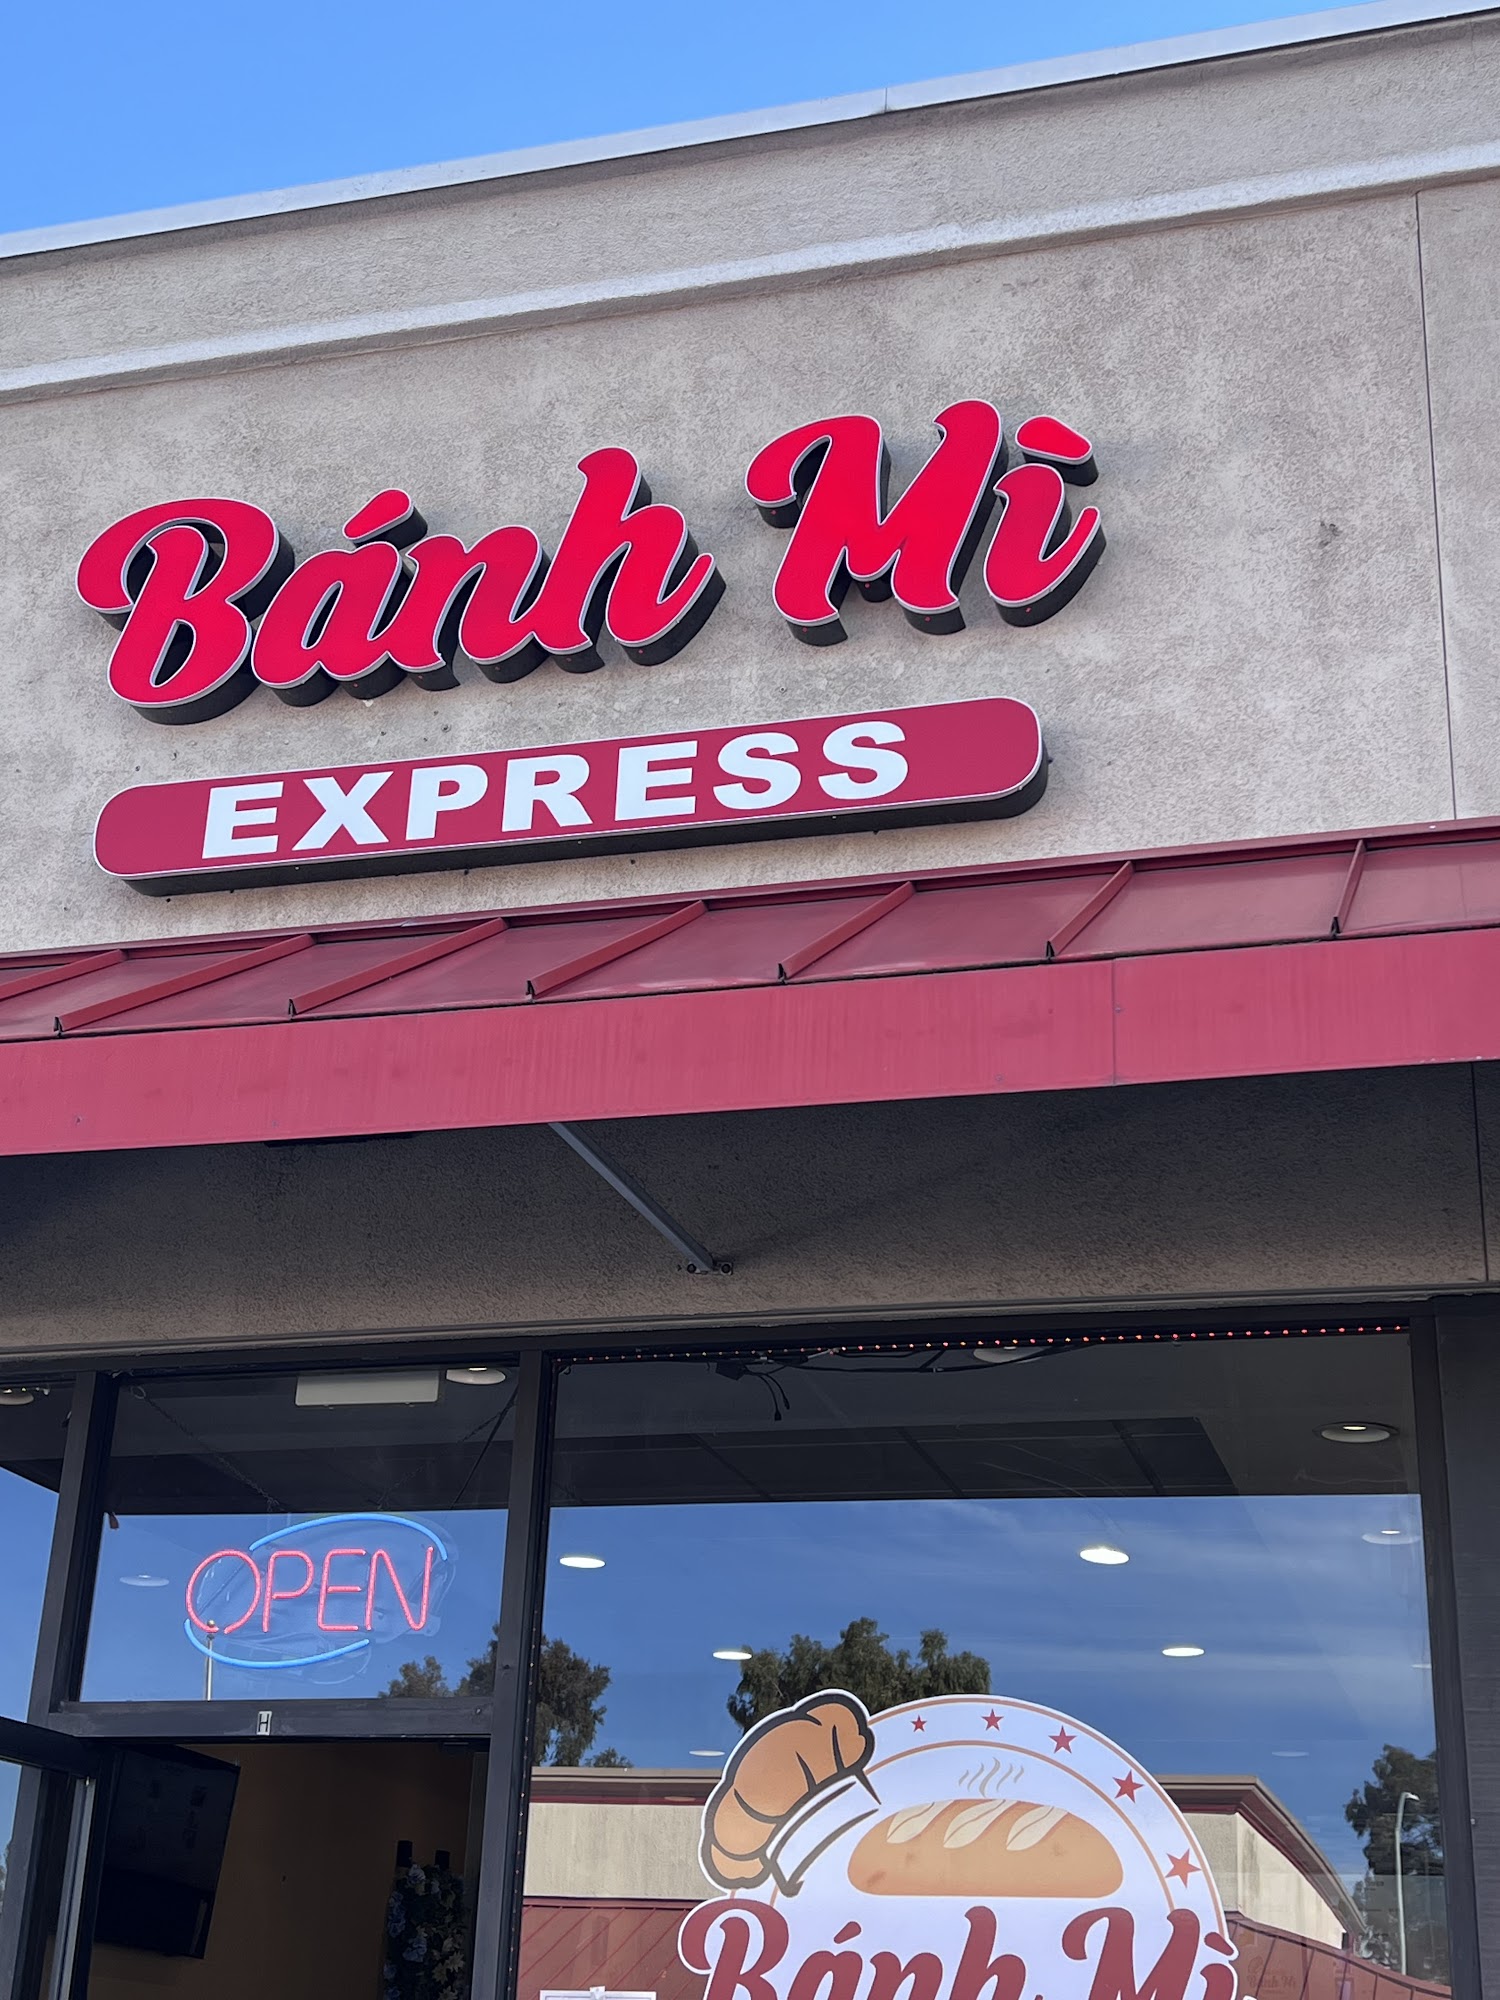 Bánh Mì
EXPRESS
OPEN
H
Bánh Mì